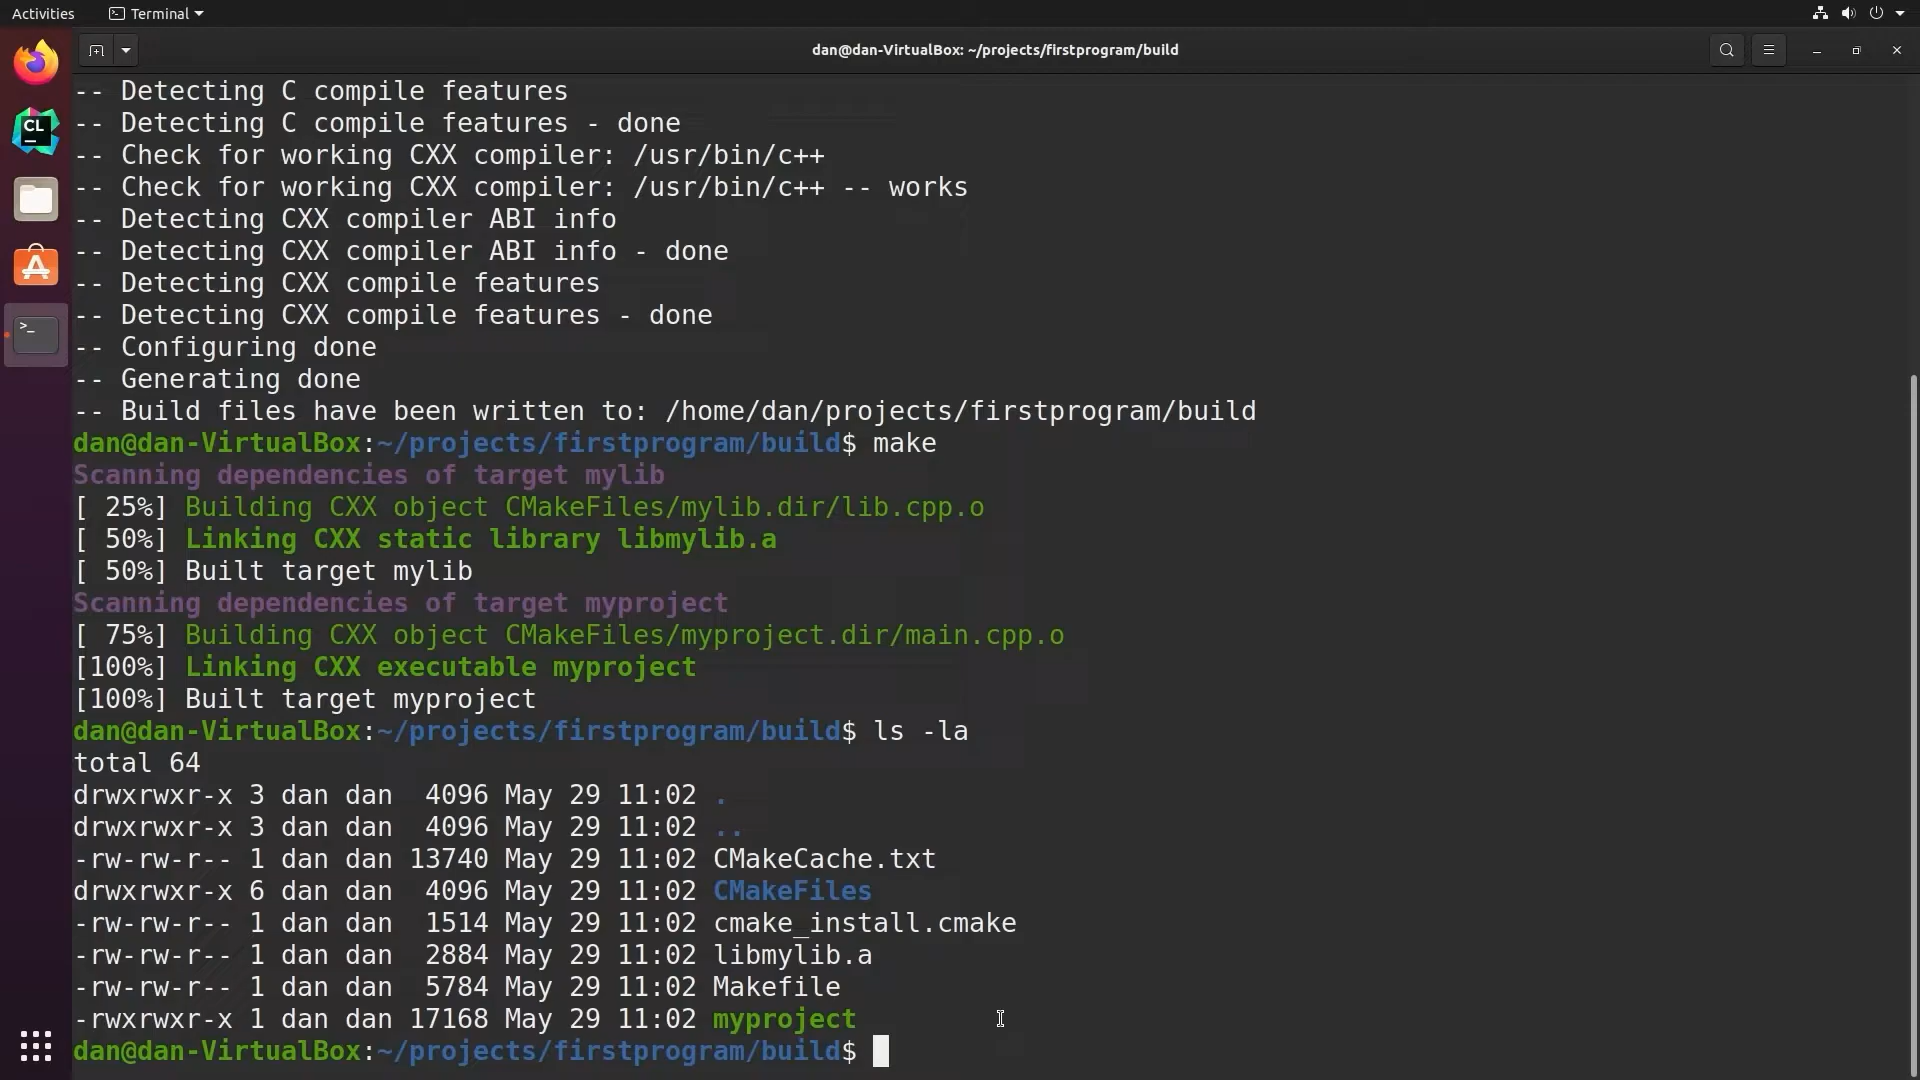 Activities
Terminal
dan@dan-VirtualBox: ~/projects/firstprogram/build
CL
>_
-- Detecting C compile features
-- Detecting C compile features - done
-- Check for working CXX compiler: /usr/bin/c++
-- Check for working CXX compiler: /usr/bin/c++ -- works
-- Detecting CXX compiler ABI info
-- Detecting CXX compiler ABI info - done
-- Detecting CXX compile features
-- Detecting CXX compile features - done
-- Configuring done
-- Generating done
-- Build files have been written to: /home/dan/projects/firstprogram/build
dan@dan-VirtualBox:~/projects/firstprogram/build$ make
Scanning dependencies of target mylib
[ 25%] Building CXX object CMakeFiles/mylib.dir/lib.cpp.o
[ 50%] Linking CXX static library libmylib.a
[ 50%] Built target mylib
Scanning dependencies of target myproject
[ 75%] Building CXX object CMakeFiles/myproject.dir/main.cpp.o
[100%] Linking CXX executable myproject
[100%] Built target myproject
dan@dan-VirtualBox:~/projects/firstprogram/build$ ls -la
total 64
drwxrwxr-x 3 dan dan  4096 May 29 11:02 .
drwxrwxr-x 3 dan dan  4096 May 29 11:02 ..
-rw-rw-r-- 1 dan dan 13740 May 29 11:02 CMakeCache.txt
drwxrwxr-x 6 dan dan  4096 May 29 11:02 CMakeFiles
-rw-rw-r-- 1 dan dan  1514 May 29 11:02 cmake_install.cmake
-rw-rw-r-- 1 dan dan  2884 May 29 11:02 libmylib.a
-rw-rw-r-- 1 dan dan  5784 May 29 11:02 Makefile
-rwxrwxr-x 1 dan dan 17168 May 29 11:02 myproject
dan@dan-VirtualBox:~/projects/firstprogram/build$